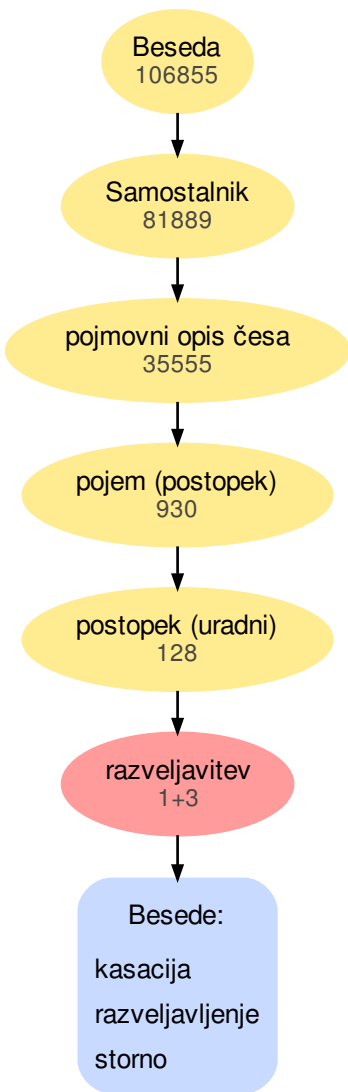 Beseda
106855
Samostalnik
81889
pojmovni opis česa
35555
pojem (postopek)
930
postopek (uradni)
128
razveljavitev
1+3
Besede:
kasacija
razveljavljenje
storno